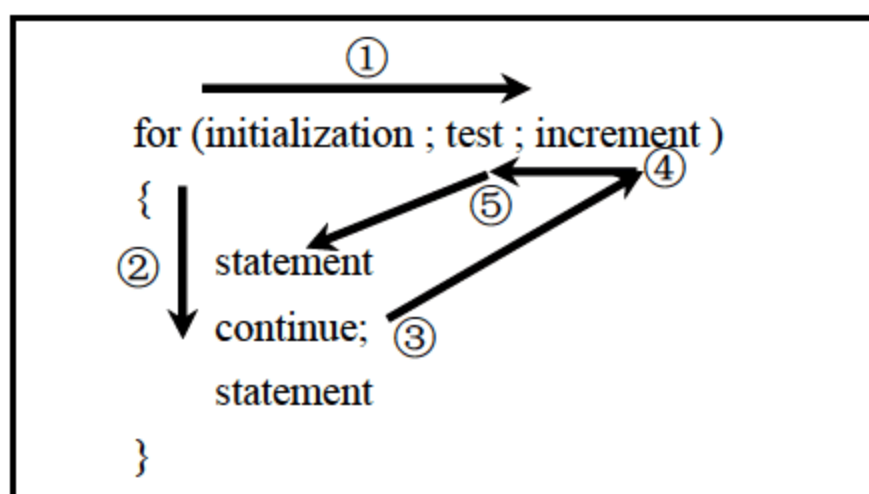 ①
for (initialization ; test ; increment )
④
{
⑤
② statement
continue; ③
statement
}